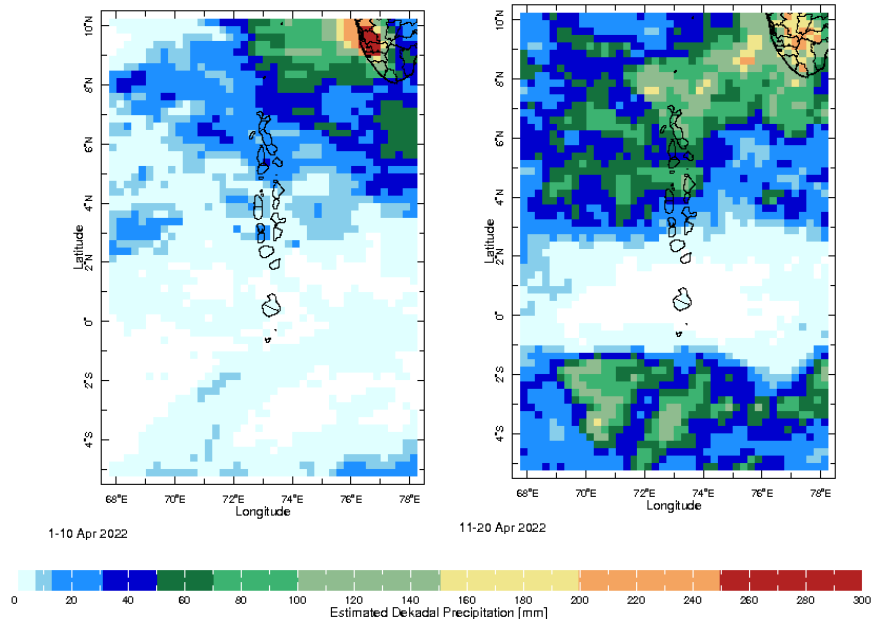 10°N
8°N
6°N
4°N
2°N
0°
2°S
4°S
Latitude
68°E 70°E 72°E 74°E 76°E 78°E
Longitude
1-10 Apr 2022
10°N
8°N
6°N
4°N
2°N
0°
2°S
4°S
Latitude
68°E 70°E 72°E 74°E 76°E 78°E
Longitude
11-20 Apr 2022
0 20 40 60 80 100 120 140 160 180 200 220 240 260 280 300
Estimated Dekadal Precipitation [mm]